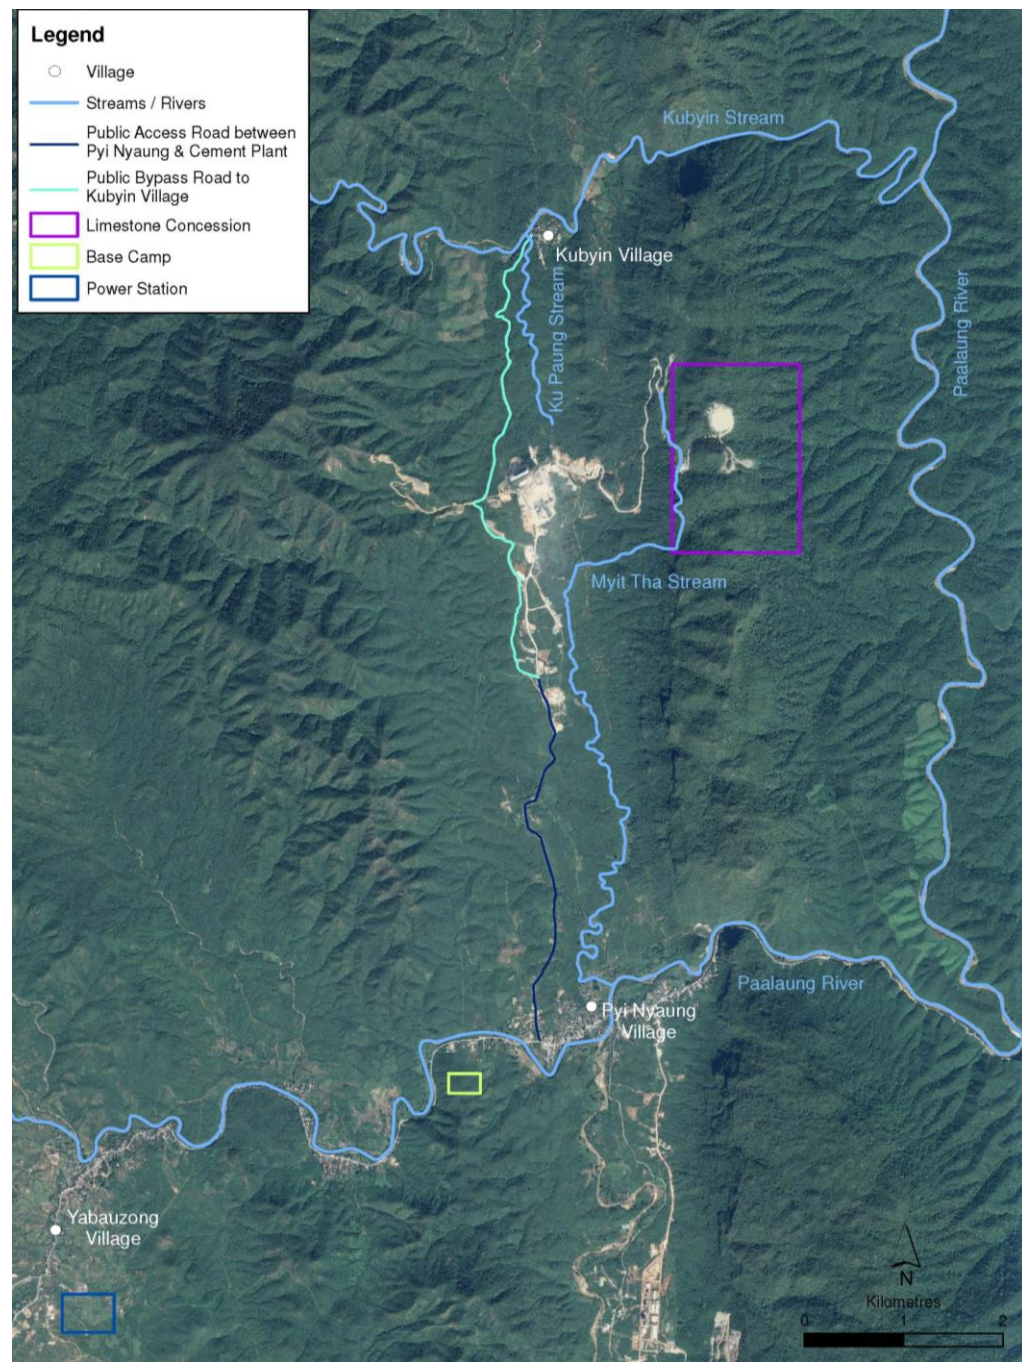 Legend
Village
Streams / Rivers
Public Access Road between
Pyi Nyaung & Cement Plant
Public Bypass Road to
Kubyin Village
Limestone Concession
Base Camp
Power Station
Kubyin Stream
Kubyin Village
Ku Paung Stream
Paalaung River
Myit Tha Stream
Paalaung River
Pyi Nyaung
Village
Yabauzong
Village
N
Kilometres
0 1 2